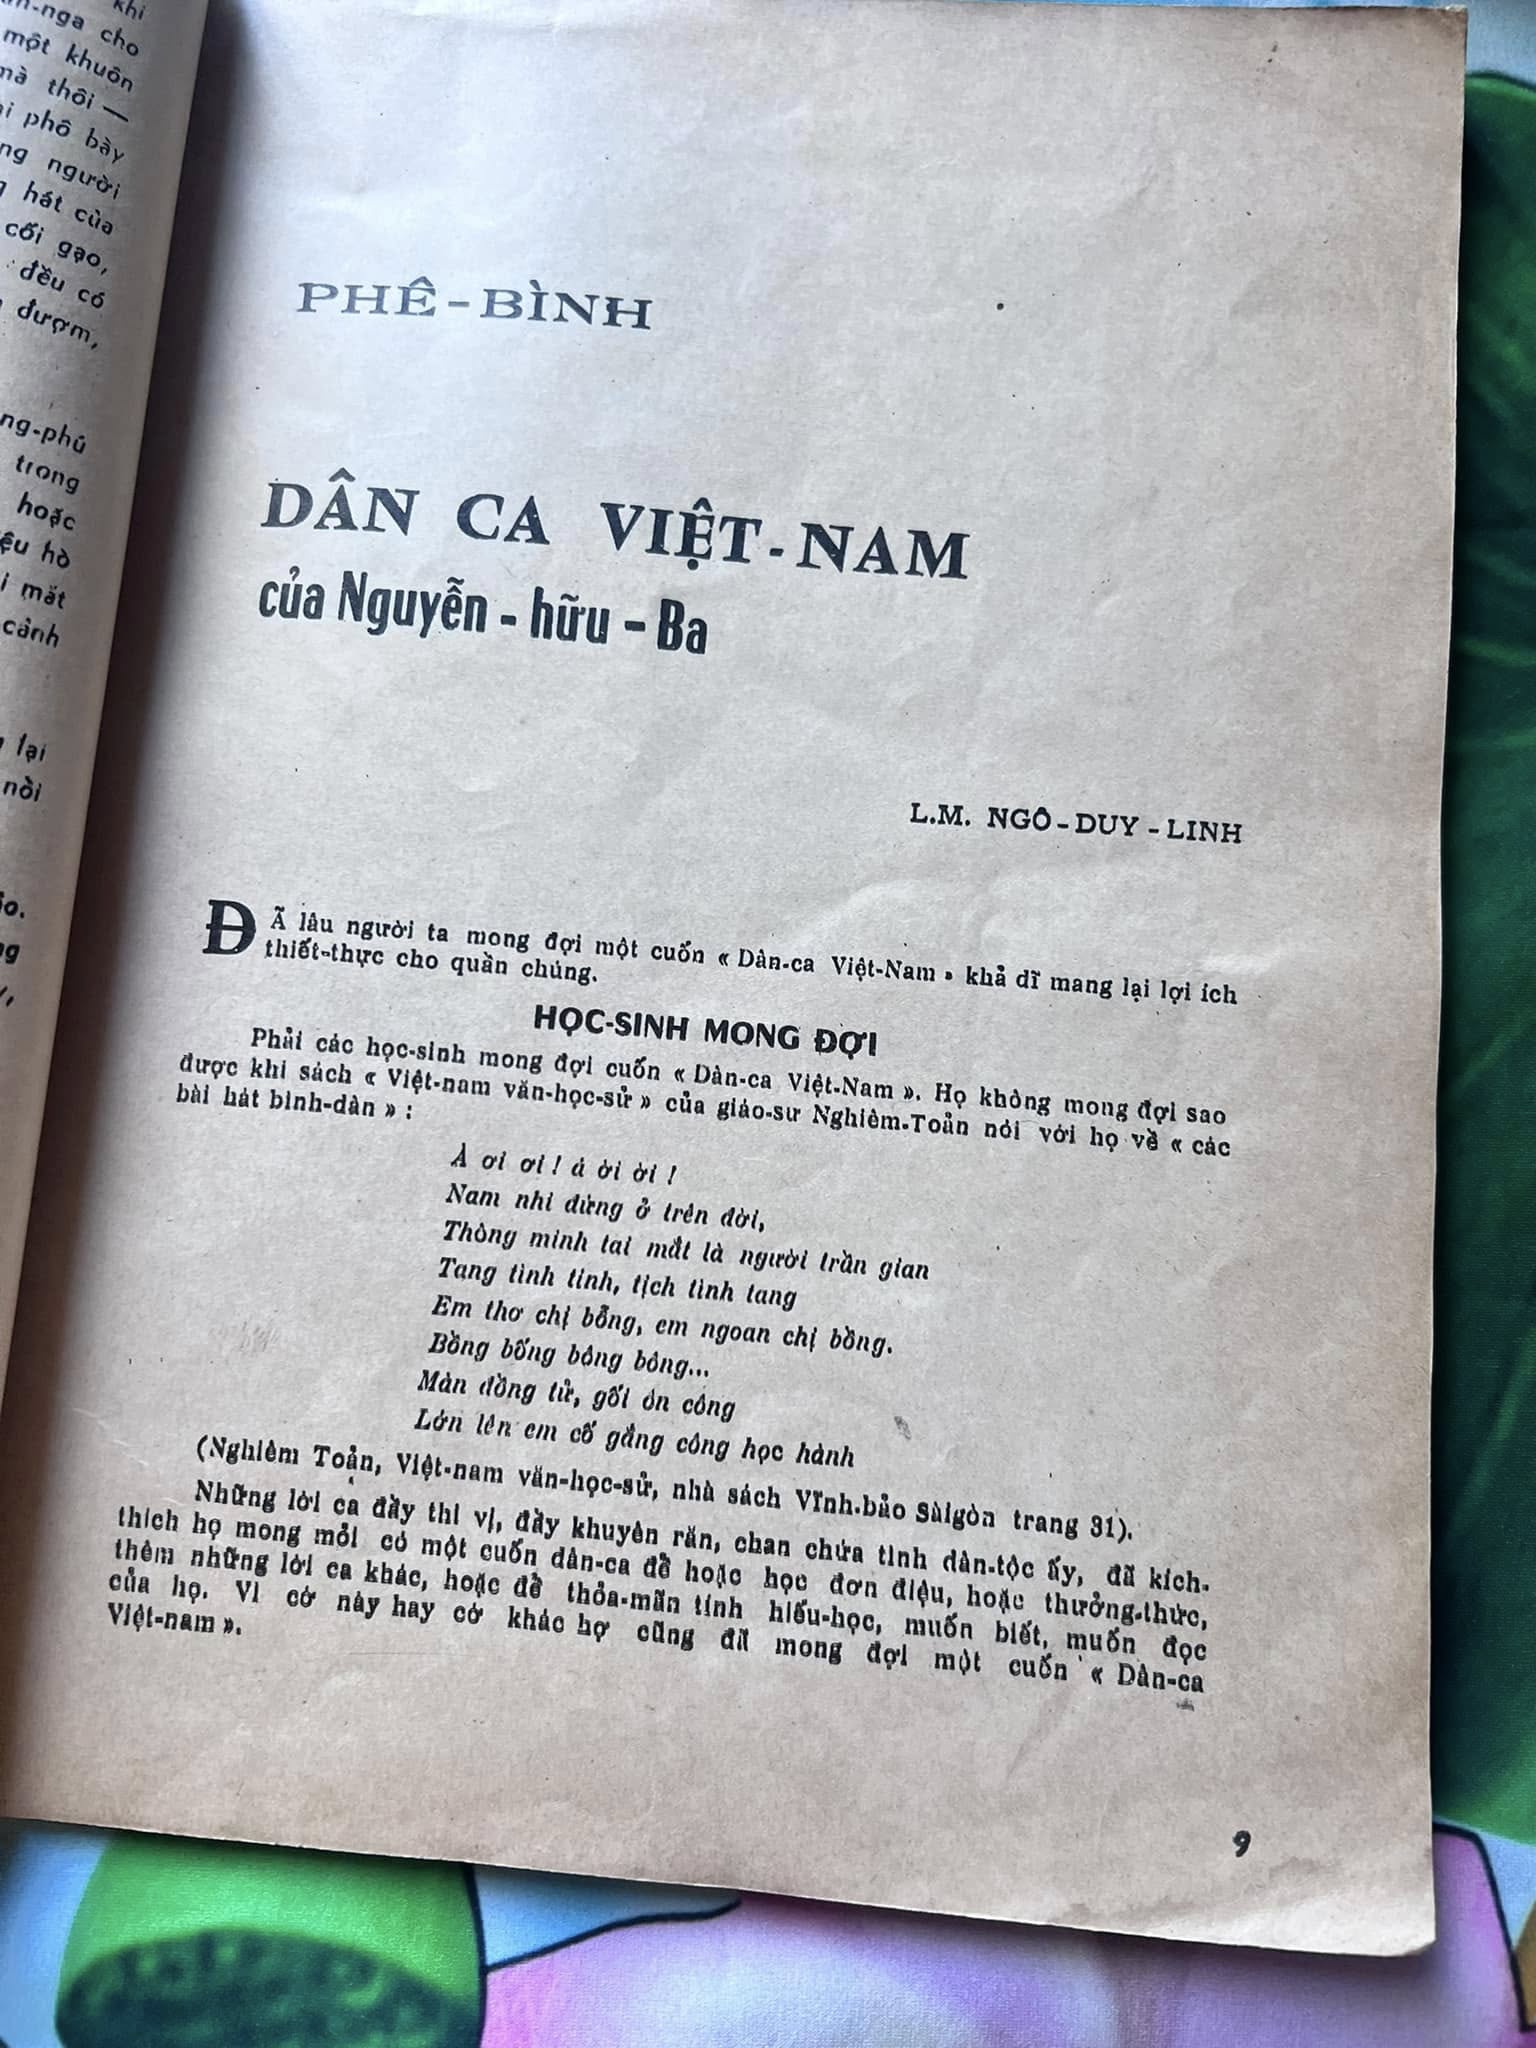 khi
n-nga cho
một khuôn
mà thôi —
phô bày
người
hát của
cối gạo,
đều có
đượm,
ng-phú
trong
hoặc
hò
mắt
cảnh
lại
nồi
PHÊ-BÌNH
DÂN CA VIỆT-NAM
của Nguyễn - hữu - Ba
L.M. NGÔ-DUY-LINH
ĐÃ lâu người ta mong đợi một cuốn « Dân-ca Việt-Nam » khả dĩ mang lại lợi ích
thiết-thực cho quần chúng.
HỌC-SINH MONG ĐỢI
Phải các học-sinh mong đợi cuốn « Dân-ca Việt-Nam ». Họ không mong đợi sao
được khi sách « Việt-nam văn-học-sử » của giáo-sư Nghiêm-Toản nói với họ về « các
bài hát bình-dân » :
À ơi ơi! à ời ời !
Nam nhi đứng ở trên đời,
Thông minh tai mắt là người trần gian
Tang tình tinh, tịch tình tang
Em thơ chị bồng, em ngoan chị bồng.
Bồng bống bông bông...
Màn đồng tử, gối ôn công
Lớn lên em cố gắng công học hành
(Nghiêm Toản, Việt-nam văn-học-sử, nhà sách Vĩnh-bảo Sàigòn trang 31).
Những lời ca đầy thi vị, đầy khuyên răn, chan chứa tình dân-tộc ấy, đã kích-
thích họ mong mỏi có một cuốn dân-ca để hoặc học đơn điệu, hoặc thưởng-thức,
thêm những lời ca khác, hoặc để thỏa-mãn tính hiếu-học, muốn biết, muốn đọc
của họ. Vì cớ này hay cớ khác họ cũng đã mong đợi một cuốn « Dân-ca
Việt-nam ».
9